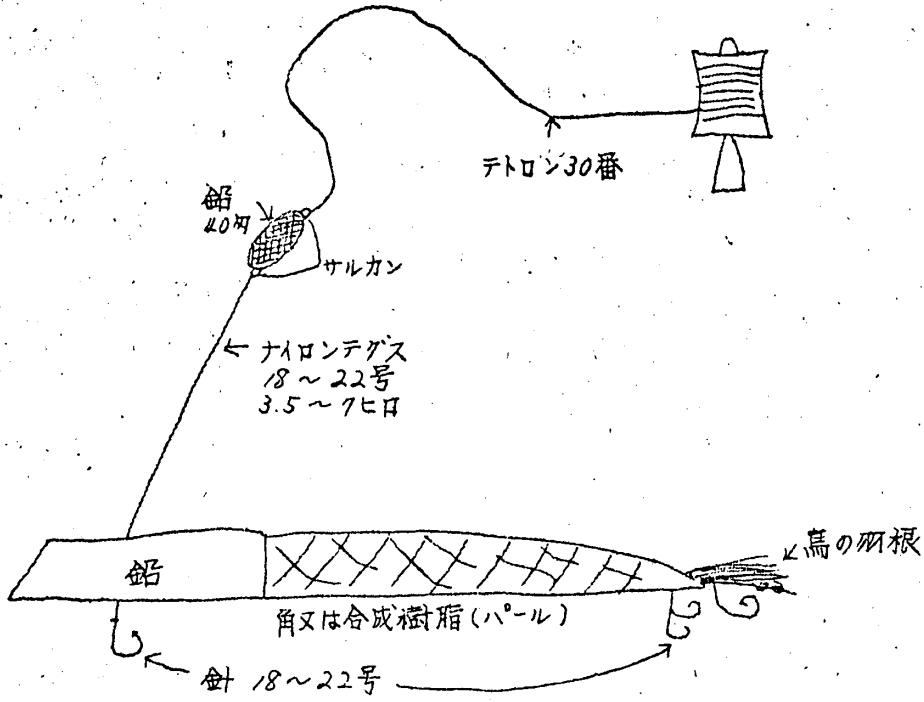 テトロン30番
鉛
40匁
サルカン
ナイロンテグス
18～22号
3.5～7ヒロ
鳥の羽根
鉛
角又は合成樹脂(パール)
針 18～22号